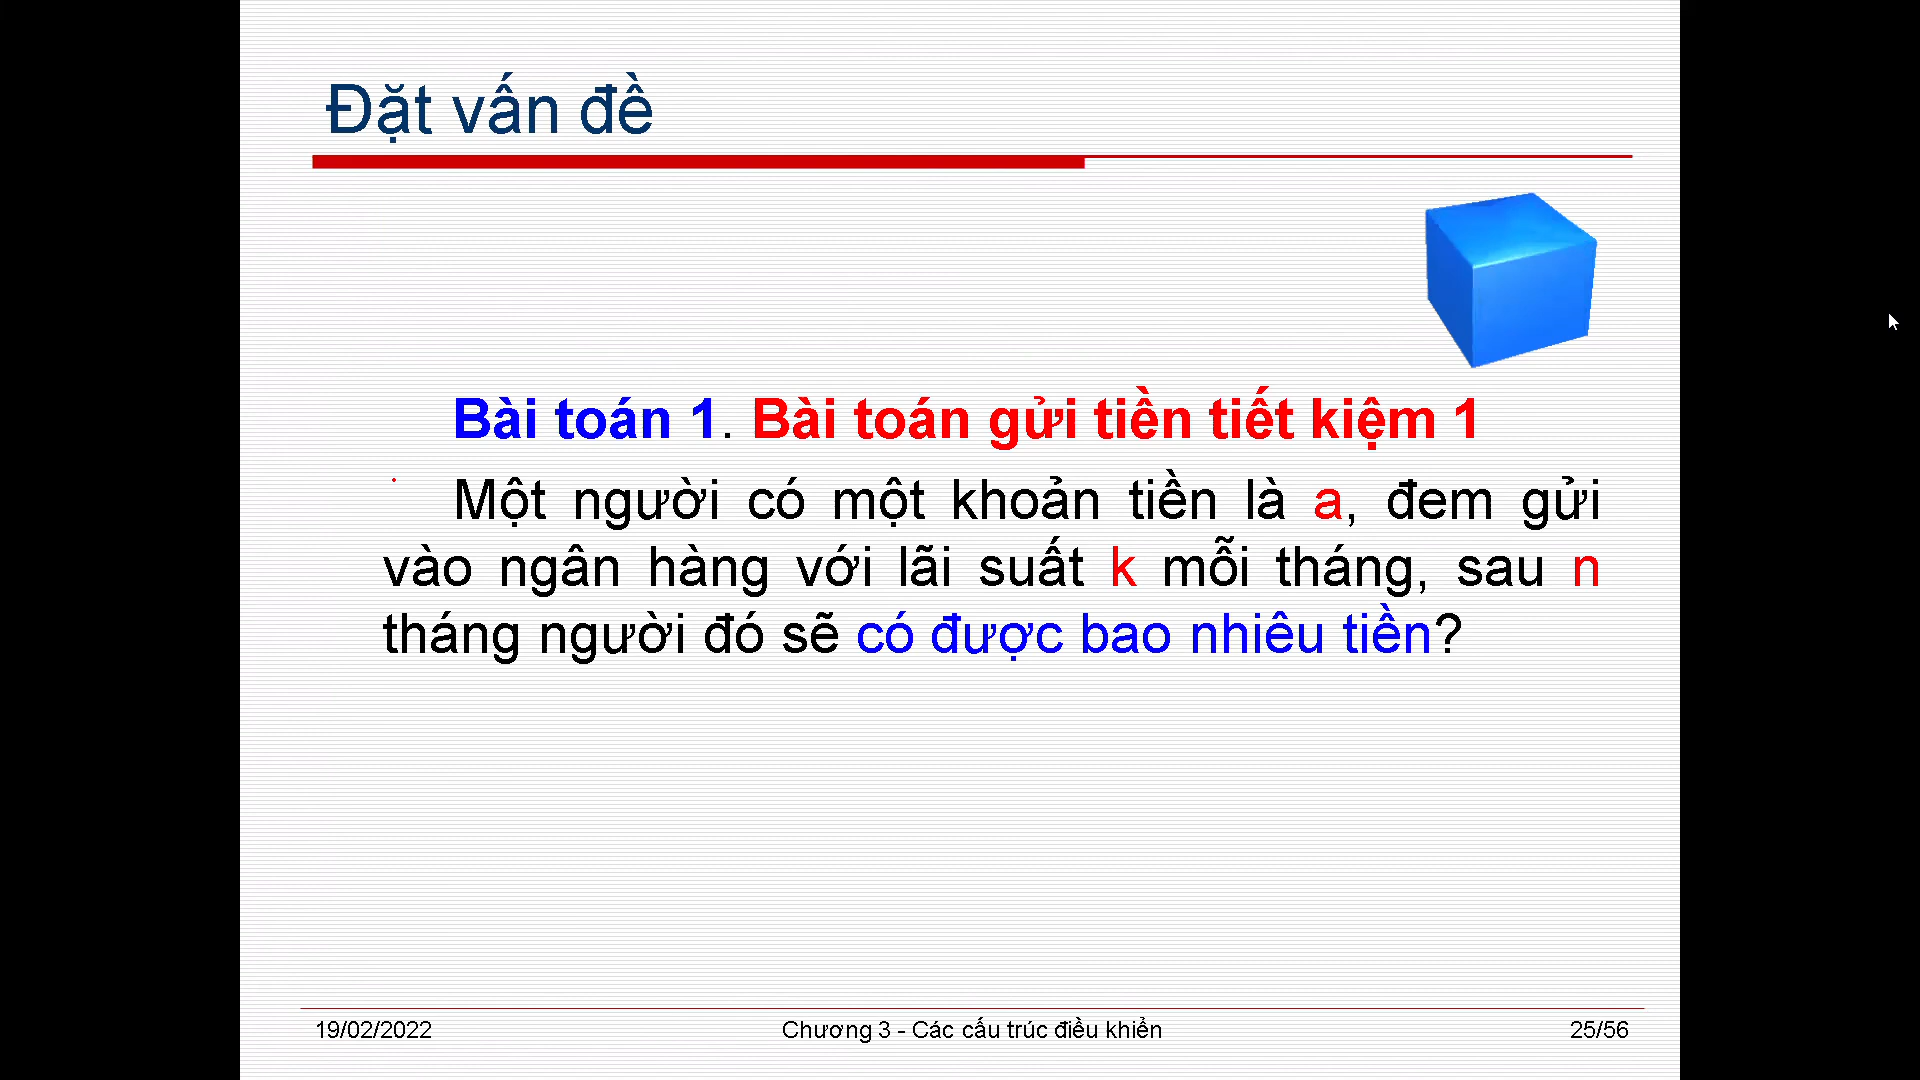 Đặt vấn đề
Bài toán 1. Bài toán gửi tiền tiết kiệm 1
Một người có một khoản tiền là a, đem gửi
vào ngân hàng với lãi suất k mỗi tháng, sau n
tháng người đó sẽ có được bao nhiêu tiền?
19/02/2022
Chương 3 - Các cấu trúc điều khiển
25/56